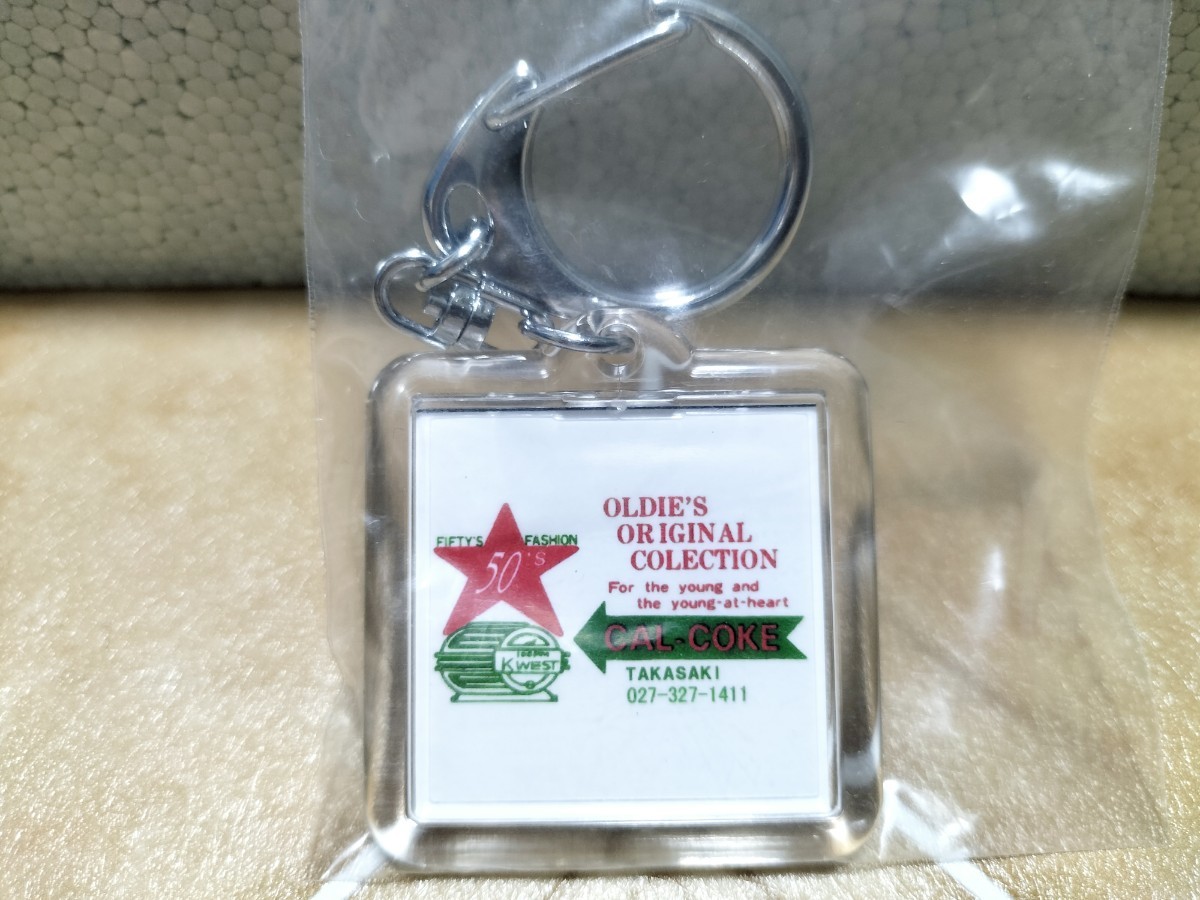 FIFTY'S FASHION
50's
K WEST
OLDIE'S
ORIGINAL
COLECTION
For the young and
the young-at-heart
CAL-COKE
TAKASAKI
027-327-1411